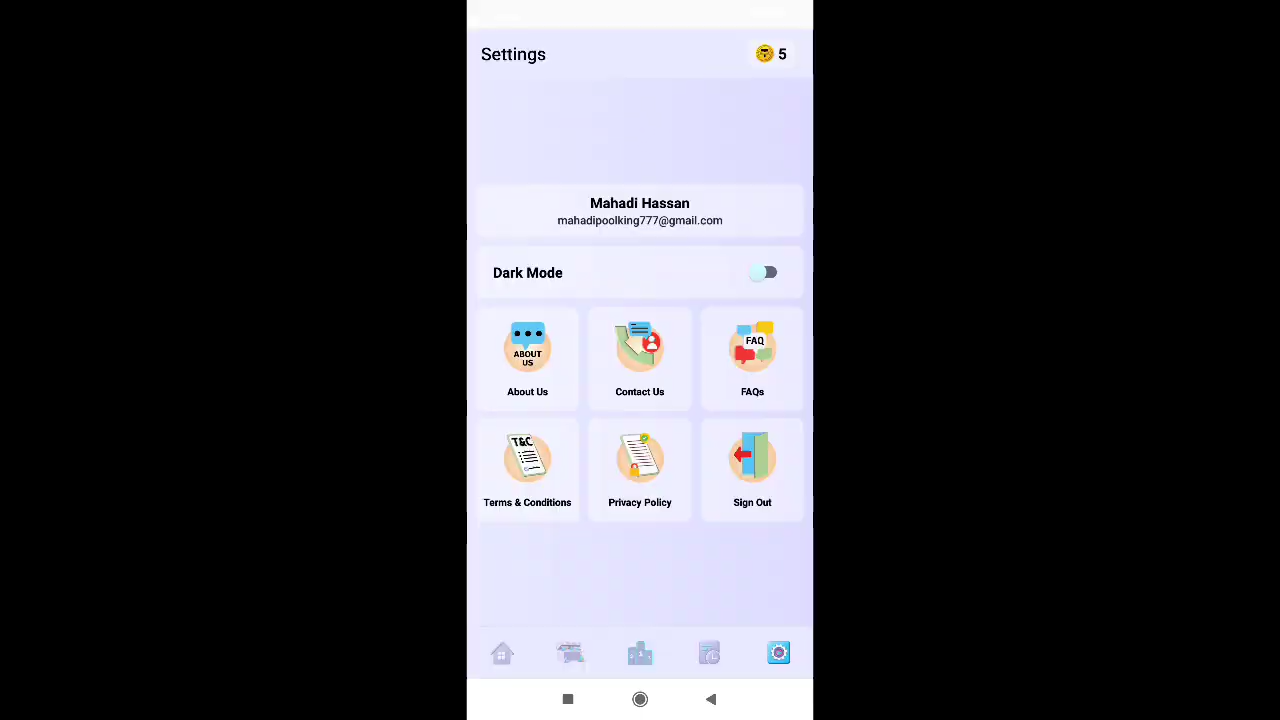 Settings
5
Mahadi Hassan
mahadipoolking777@gmail.com
Dark Mode
ABOUT
US
About Us
Contact Us
FAQ
FAQs
T&C
Terms & Conditions
Privacy Policy
Sign Out